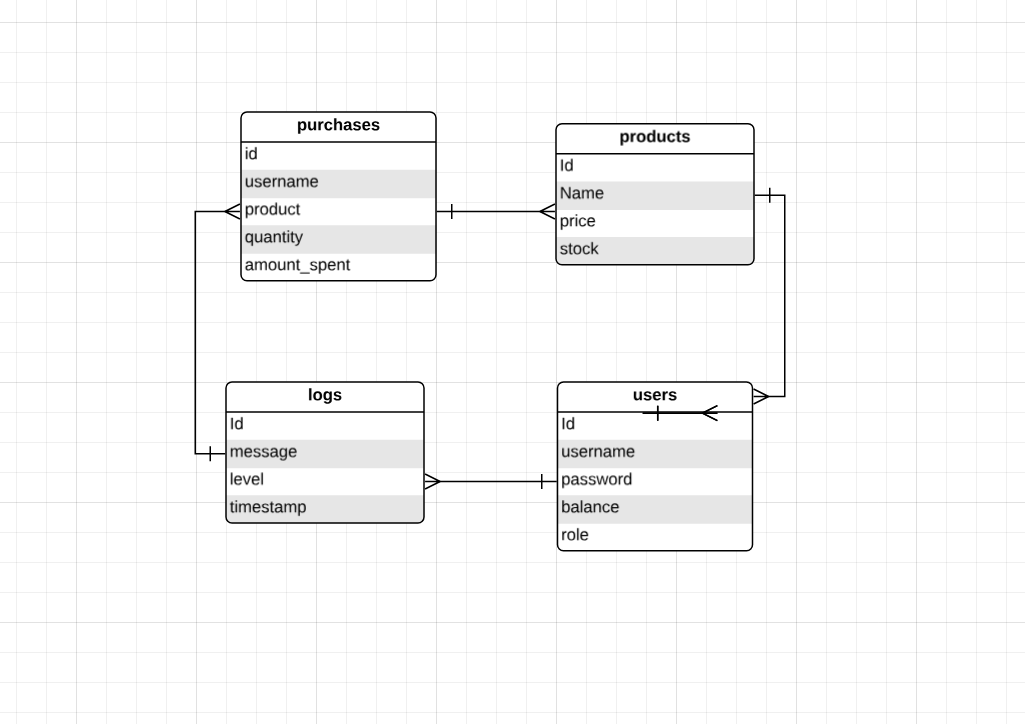 purchases
id
username
product
quantity
amount_spent
products
Id
Name
price
stock
logs
Id
message
level
timestamp
users
Id
username
password
balance
role